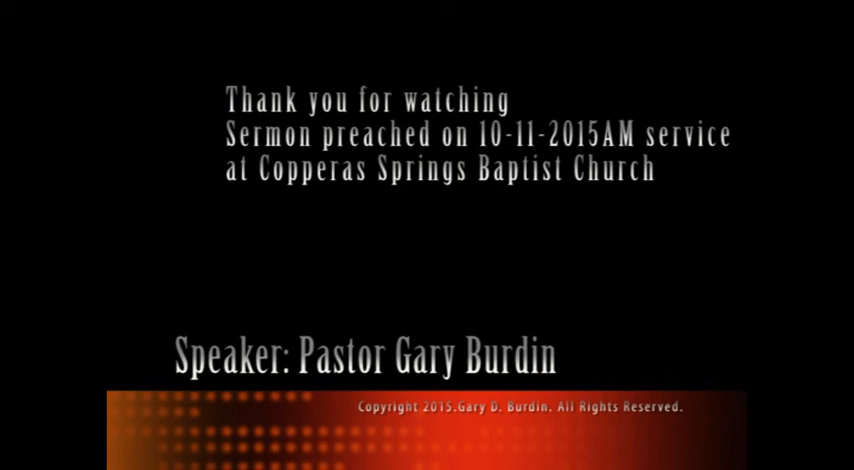 Thank you for watching
Sermon preached on 10-11-2015AM service
at Copperas Springs Baptist Church
Speaker: Pastor Gary Burdin
Copyright 2015.Gary D. Burdin. All Rights Reserved.